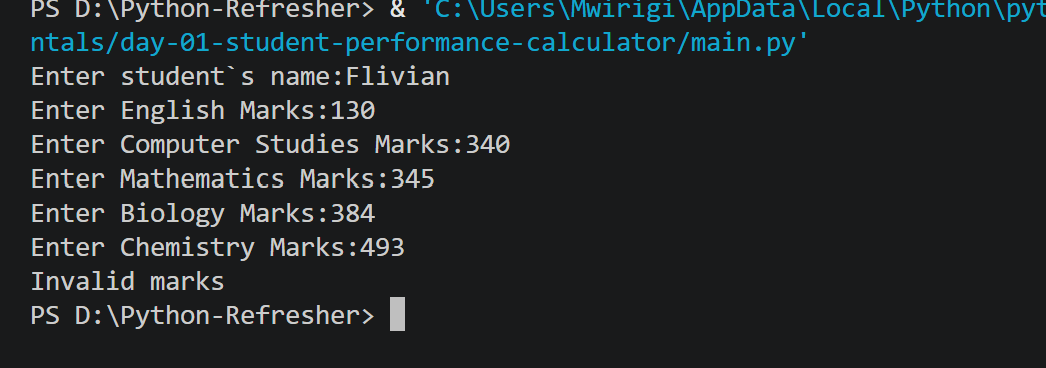 PS D:\Python-Refresher> & 'C:\Users\Mwirigi\AppData\Local\Python\pyt
ntals/day-01-student-performance-calculator/main.py'
Enter student`s name:Flivian
Enter English Marks:130
Enter Computer Studies Marks:340
Enter Mathematics Marks:345
Enter Biology Marks:384
Enter Chemistry Marks:493
Invalid marks
PS D:\Python-Refresher>